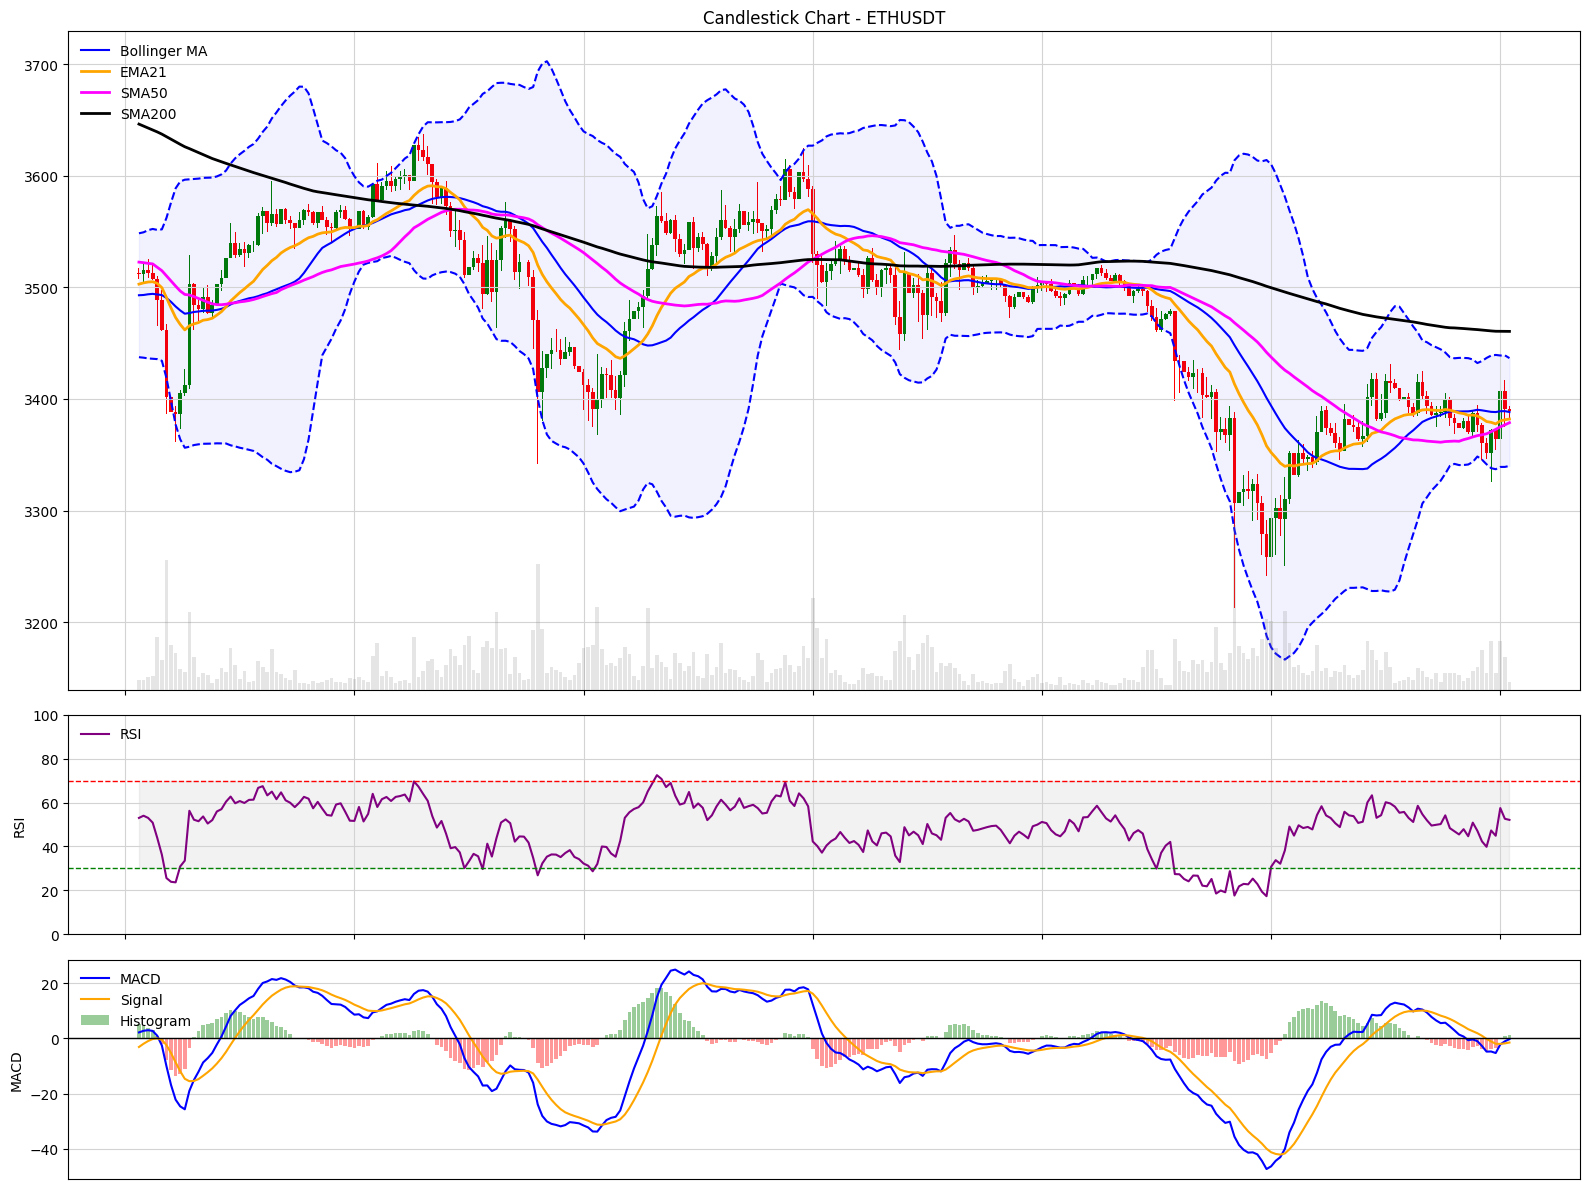 Candlestick Chart - ETHUSDT
Bollinger MA
EMA21
SMA50
SMA200
3700
3600
3500
3400
3300
3200
RSI
100
80
60
40
20
0
RSI
MACD
Signal
Histogram
20
0
−20
−40
MACD